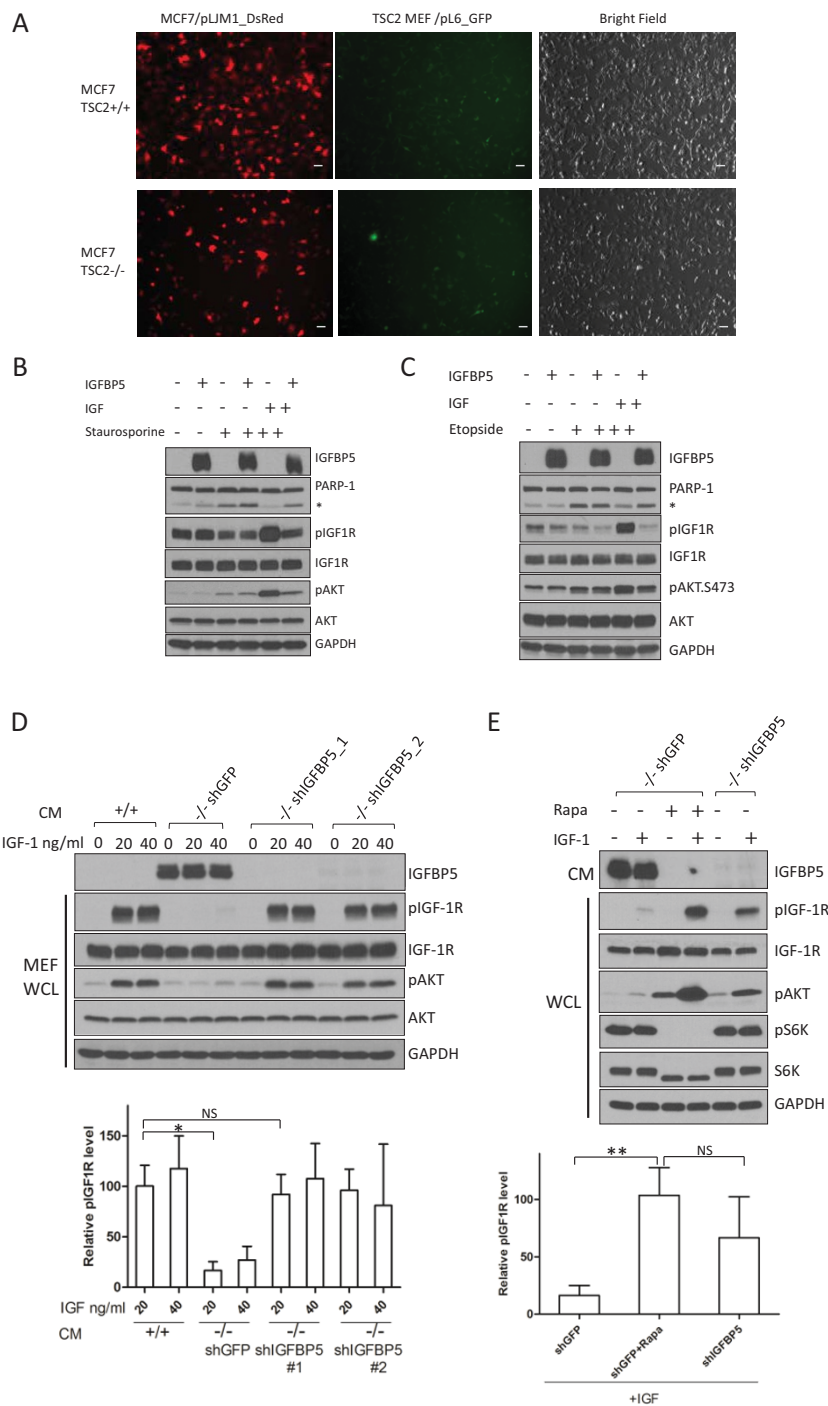 A
MCF7/pLJM1_DsRed
TSC2 MEF /pL6_GFP
Bright Field
MCF7
TSC2+/+
MCF7
TSC2-/-
B
IGFBP5 - + - + - +
IGF + +
Staurosporine - - + + + +
IGFBP5
PARP-1
*
pIGF1R
IGF1R
pAKT
AKT
GAPDH
C
IGFBP5 - + - + - +
IGF - - - - + +
Etopside - - + + + +
IGFBP5
PARP-1
*
pIGF1R
IGF1R
pAKT.S473
AKT
GAPDH
D
CM +/+ -/- shGFP -/- shIGFBP5_1 -/- shIGFBP5_2
IGF-1 ng/ml 0 20 40 0 20 40 0 20 40 0 20 40
IGFBP5
pIGF-1R
IGF-1R
MEF
WCL
pAKT
AKT
GAPDH
NS
*
Relative pIGF1R level
150
100
50
0
IGF ng/ml 20 40 20 40 20 40 20 40
CM +/+ -/- -/- -/-
shGFP shIGFBP5 shIGFBP5
#1 #2
E
-/- shGFP -/- shIGFBP5
Rapa - - + + - -
IGF-1 - + - + - +
CM
IGFBP5
pIGF-1R
IGF-1R
WCL
pAKT
pS6K
S6K
GAPDH
** NS
Relative pIGF1R level
100
50
0
shGFP shGFP+Rapa shIGFBP5
+IGF